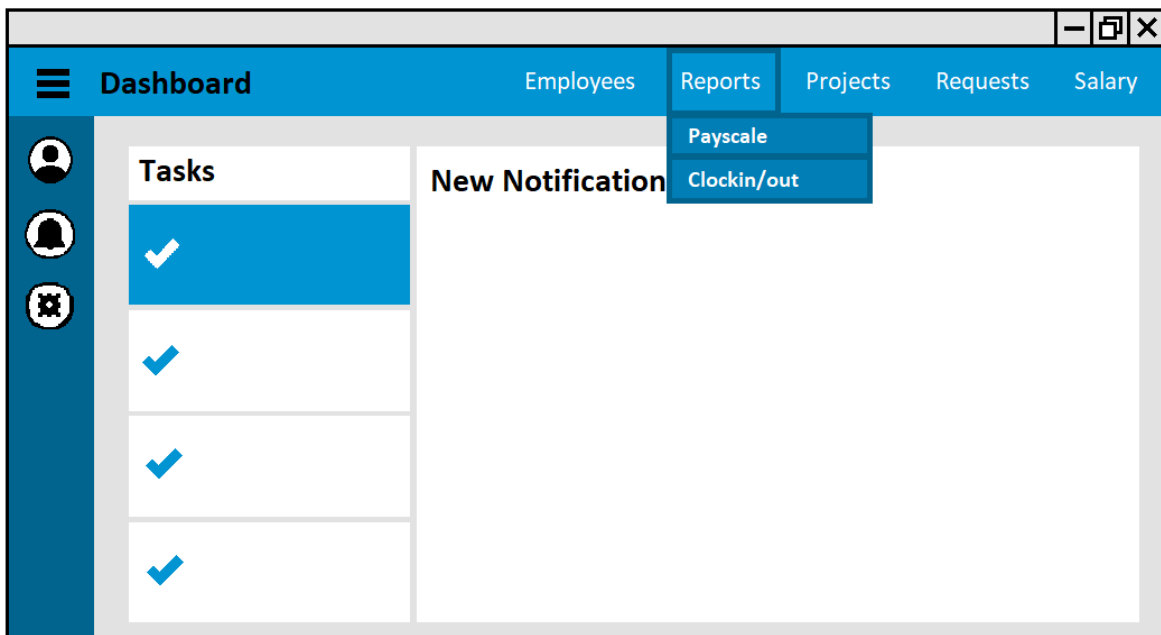 Dashboard
Employees
Reports
Projects
Requests
Salary
Payscale
Clockin/out
Tasks
New Notification